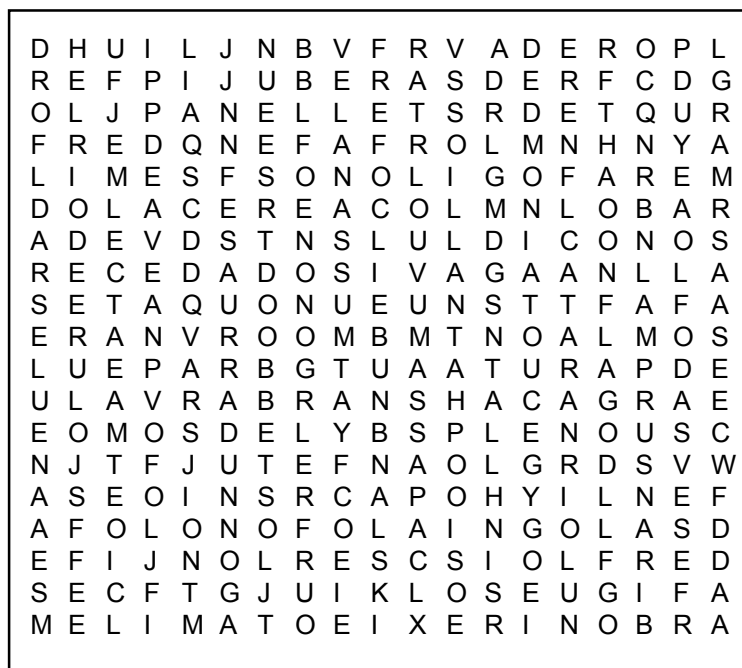 D H U I L J N B V F R V A D E R O P L
R E F P I J U B E R A S D E R F C D G
O L J P A N E L L E T S R D E T Q U R
F R E D Q N E F A F R O L M N H N Y A
L I M E S F S O N O L I G O F A R E M
D O L A C E R E A C O L M N L O B A R
A D E V D S T N S L U L D I C O N O S
R E C E D A D O S I V A G A A N L L A
S E T A Q U O N U E U N S T T F A F A
E R A N V R O O M B M T N O A L M O S
L U E P A R B G T U A A T U R A P D E
U L A V R A B R A N S H A C A G R A E
E O M O S D E L Y B S P L E N O U S C
N J T F J U T E F N A O L G R D S V W
A S E O I N S R C A P O H Y I L N E F
A F O L O N O F O L A I N G O L A S D
E F I J N O L R E S C S I O L F R E D
S E C F T G J U I K L O S E U G I F A
M E L I M A T O E I X E R I N O B R A